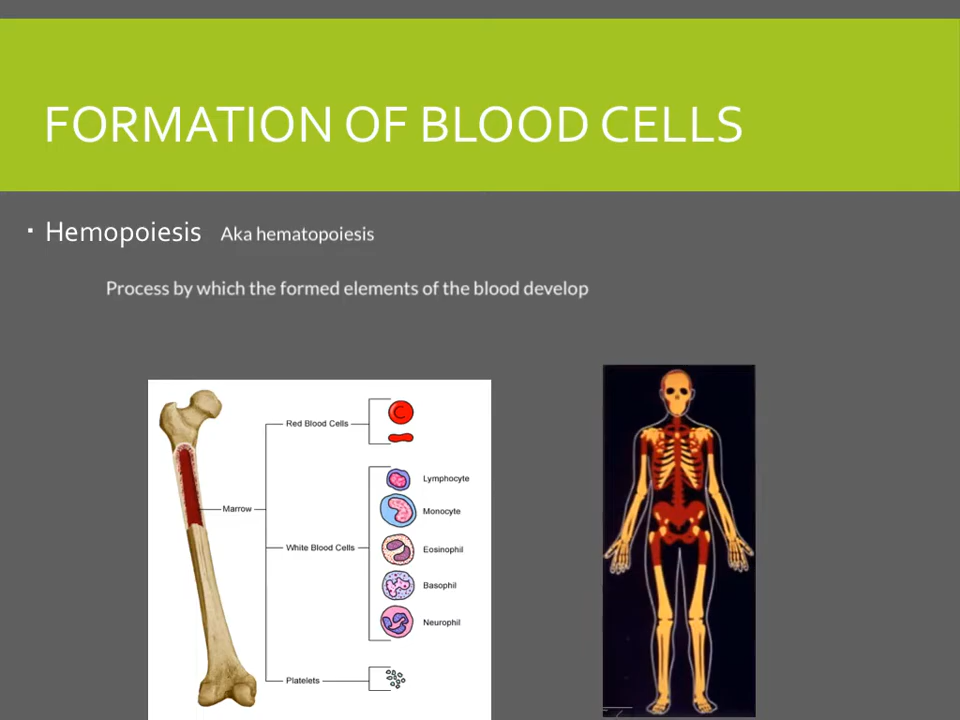 FORMATION OF BLOOD CELLS
▪ Hemopoiesis Aka hematopoiesis
Process by which the formed elements of the blood develop
Red Blood Cells
Lymphocyte
Marrow
Monocyte
White Blood Cells
Eosinophil
Basophil
Neurophil
Platelets